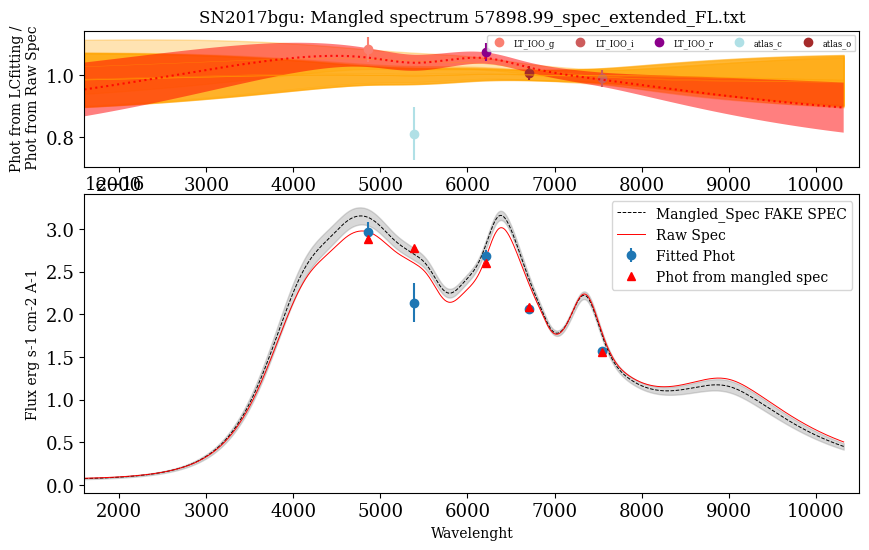 SN2017bgu: Mangled spectrum 57898.99_spec_extended_FL.txt
Phot from LCfitting /
Phot from Raw Spec
1.0
0.8
LT_IOO_g
LT_IOO_i
LT_IOO_r
atlas_c
atlas_o
2000
3000
4000
5000
6000
7000
8000
9000
10000
1e−16
Flux erg s-1 cm-2 A-1
3.0
2.5
2.0
1.5
1.0
0.5
0.0
Mangled_Spec FAKE SPEC
Raw Spec
Fitted Phot
Phot from mangled spec
2000
3000
4000
5000
6000
7000
8000
9000
10000
Wavelenght